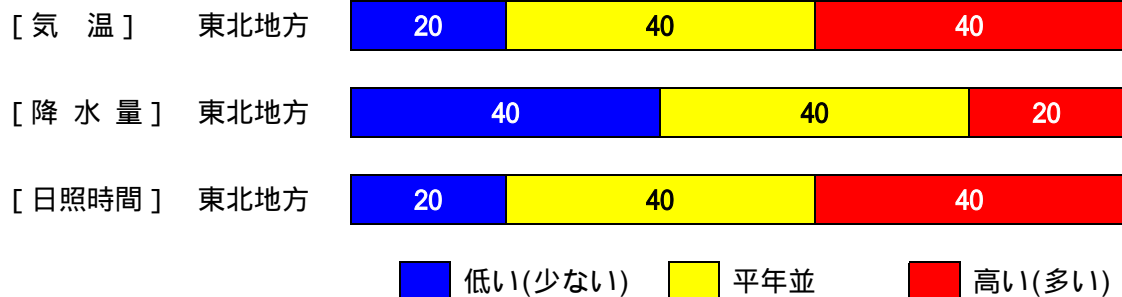 [気　温]　東北地方　20　40　40
[降 水 量]　東北地方　40　40　20
[日照時間]　東北地方　20　40　40
低い(少ない)　平年並　高い(多い)